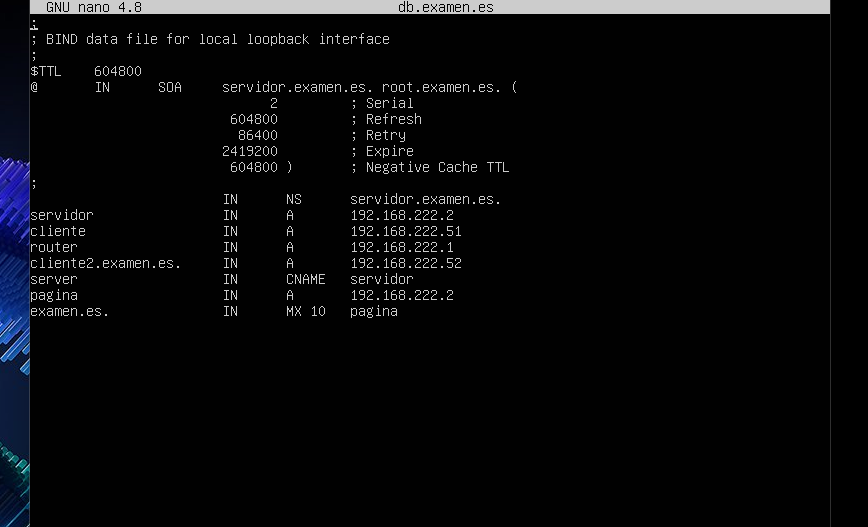 GNU nano 4.8 db.examen.es
;
; BIND data file for local loopback interface
;
$TTL 604800
@ IN SOA servidor.examen.es. root.examen.es. (
2 ; Serial
604800 ; Refresh
86400 ; Retry
2419200 ; Expire
604800 ) ; Negative Cache TTL
;
IN NS servidor.examen.es.
servidor IN A 192.168.222.2
cliente IN A 192.168.222.51
router IN A 192.168.222.1
cliente2.examen.es. IN A 192.168.222.52
server IN CNAME servidor
pagina IN A 192.168.222.2
examen.es. IN MX 10 pagina